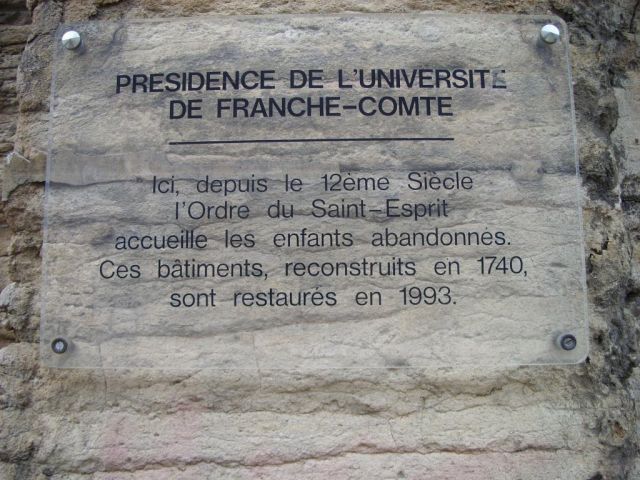 PRESIDENCE DE L'UNIVERSITE
DE FRANCHE-COMTE
Ici, depuis le 12ème Siècle
l'Ordre du Saint-Esprit
accueille les enfants abandonnés.
Ces bâtiments, reconstruits en 1740,
sont restaurés en 1993.